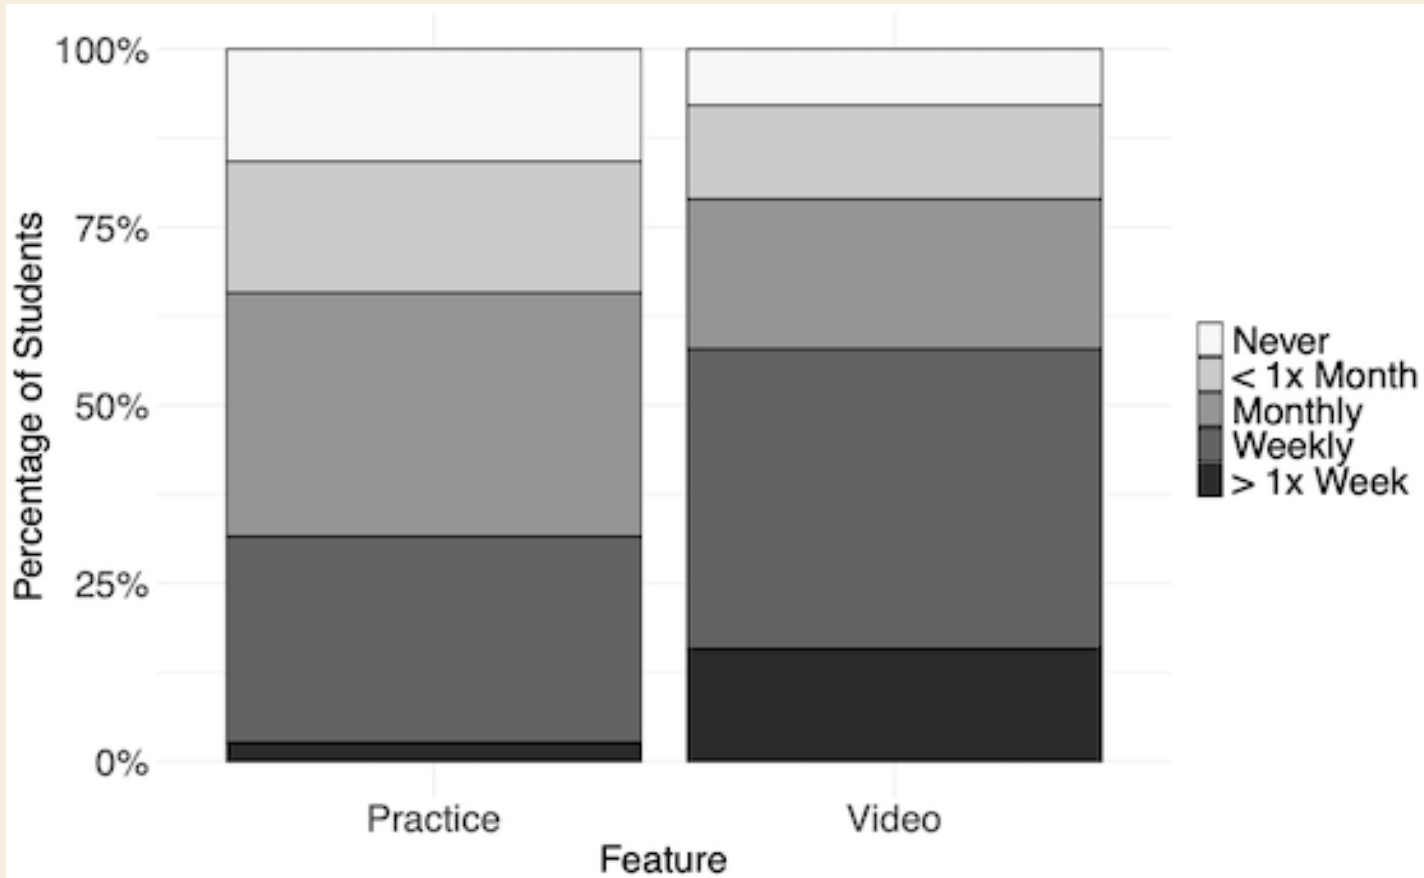 100%
75%
50%
25%
0%
Percentage of Students
Practice
Video
Feature
Never
< 1x Month
Monthly
Weekly
> 1x Week